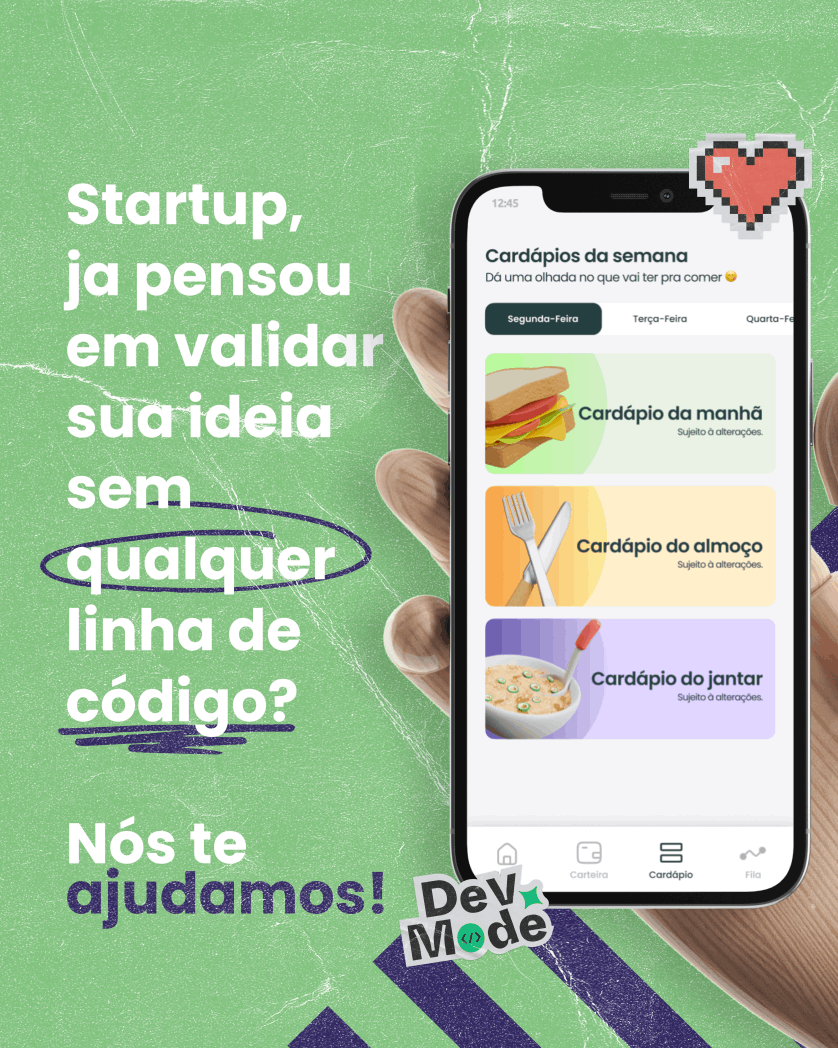 Startup,
ja pensou
em validar
sua ideia
sem
qualquer
linha de
código?
Nós te
ajudamos!
12:45
Cardápios da semana
Dá uma olhada no que vai ter pra comer 😋
Segunda-Feira
Terça-Feira
Quarta-Fe
Cardápio da manhã
Sujeito à alterações.
Cardápio do almoço
Sujeito à alterações.
Cardápio do jantar
Sujeito à alterações.
Carteira
Cardápio
Fila
Dev
Mode